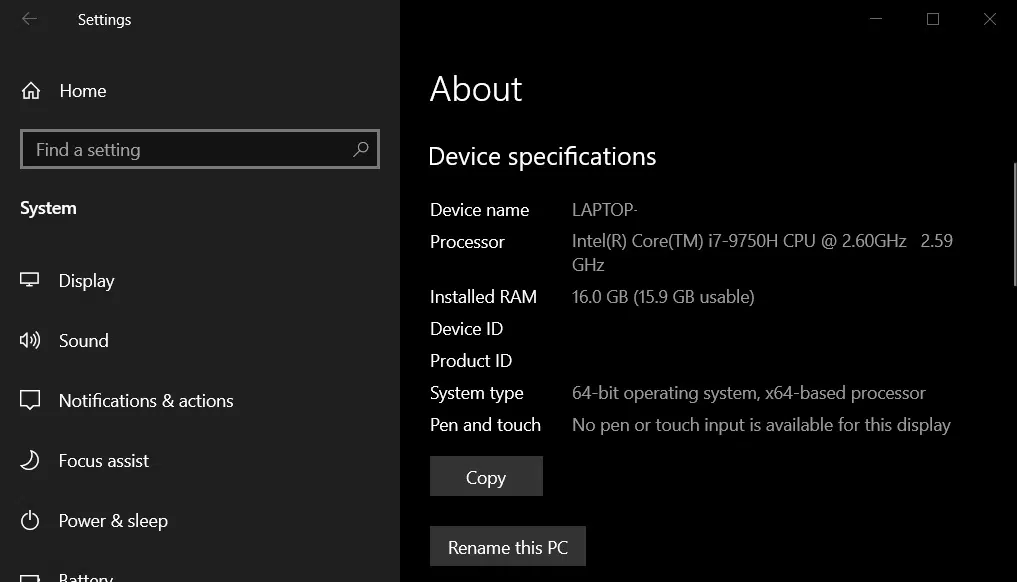 Settings
Home
Find a setting
System
Display
Sound
Notifications & actions
Focus assist
Power & sleep
Battery
About
Device specifications
Device name LAPTOP-
Processor Intel(R) Core(TM) i7-9750H CPU @ 2.60GHz 2.59
GHz
Installed RAM 16.0 GB (15.9 GB usable)
Device ID
Product ID
System type 64-bit operating system, x64-based processor
Pen and touch No pen or touch input is available for this display
Copy
Rename this PC